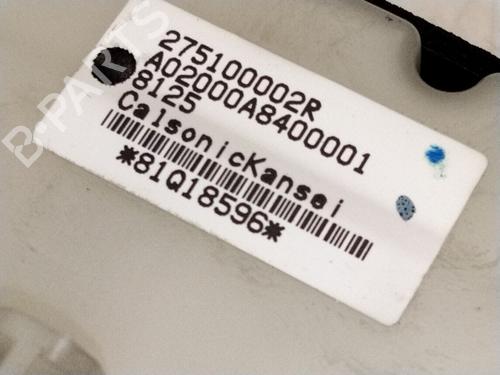 B-PARTS
275100002R
A02000A8400001
8125
CalsonicKansei
*81Q18596*